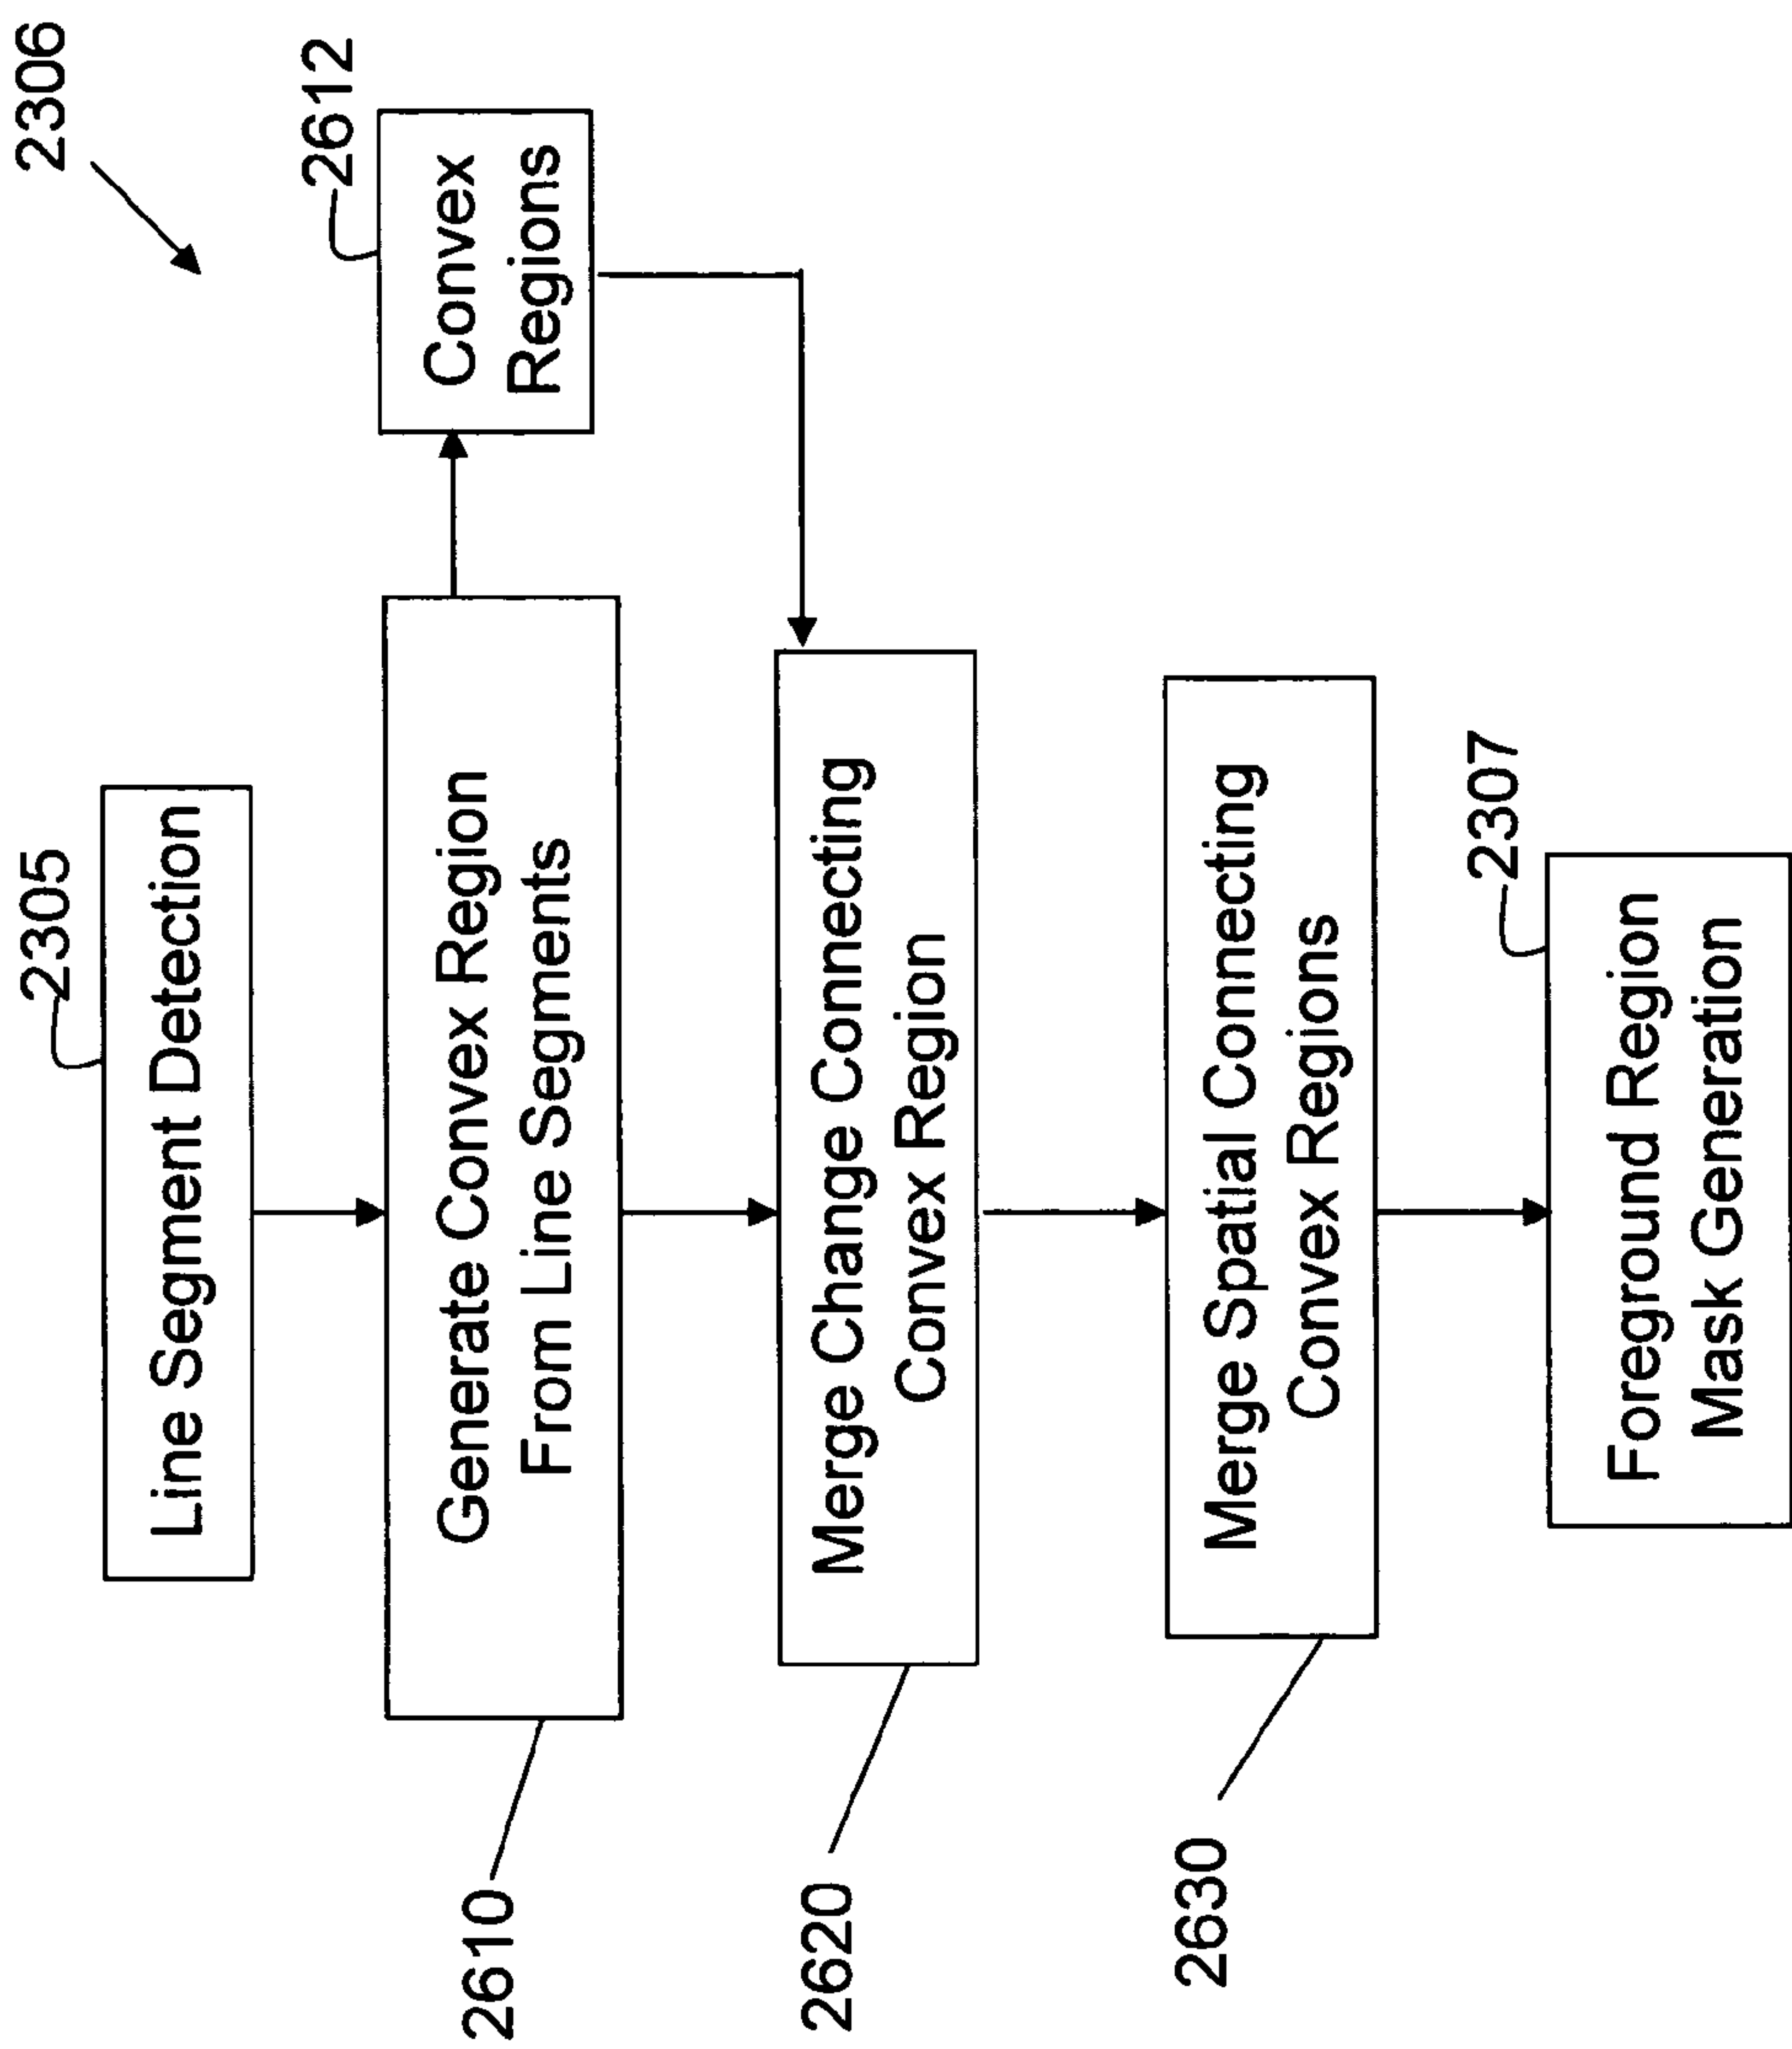 2306
2305
Line Segment Detection
2612
Convex
Regions
2610
Generate Convex Region
From Line Segments
2620
Merge Change Connecting
Convex Region
2630
Merge Spatial Connecting
Convex Regions
2307
Foreground Region
Mask Generation